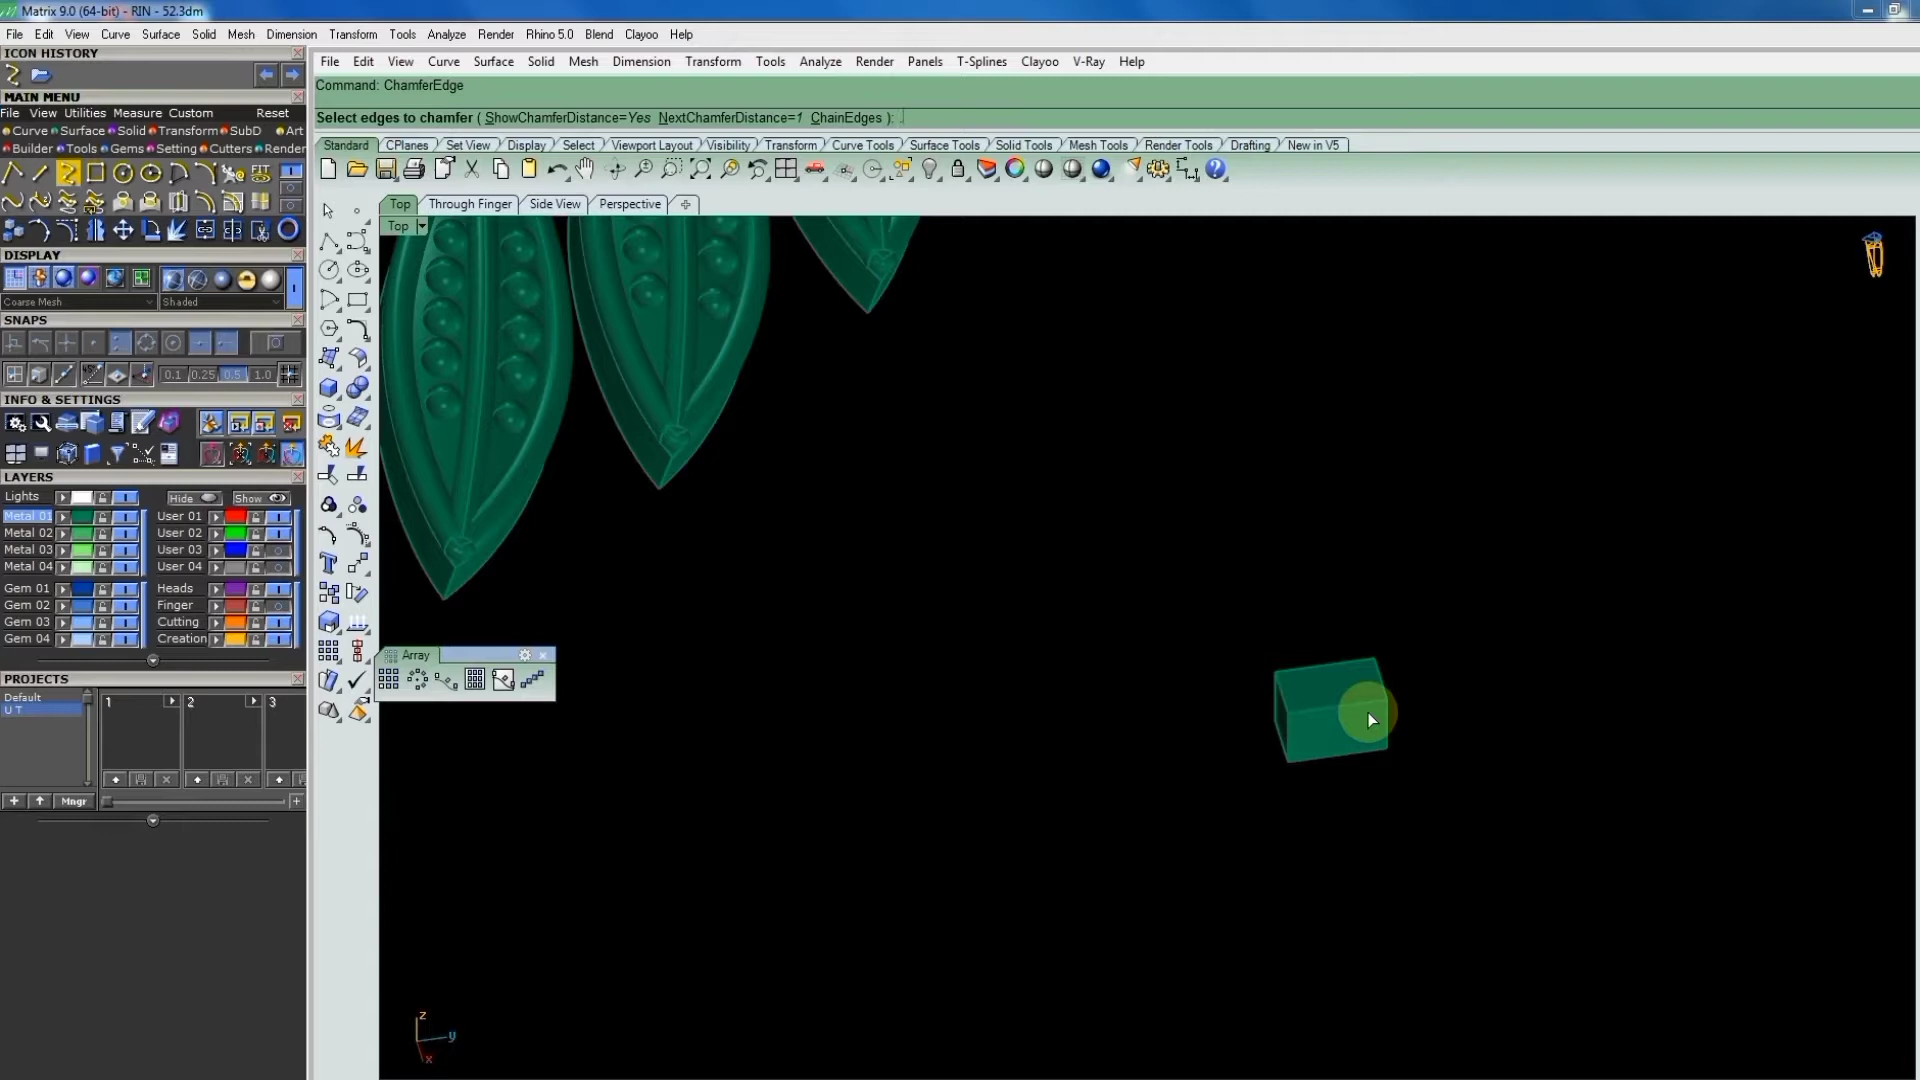 Matrix 9.0 (64-bit) - RIN - 52.3dm
File Edit View Curve Surface Solid Mesh Dimension Transform Tools Analyze Render Rhino 5.0 Blend Clayoo Help
ICON HISTORY
MAIN MENU
File View Utilities Measure Custom Reset
Curve Surface Solid Transform SubD Art
Builder Tools Gems Setting Cutters Render
FIT
DISPLAY
Coarse Mesh Shaded
SNAPS
0.1 0.25 0.5 1.0
INFO & SETTINGS
LAYERS
Lights Hide Show
Metal 01 User 01
Metal 02 User 02
Metal 03 User 03
Metal 04 User 04
Gem 01 Heads
Gem 02 Finger
Gem 03 Cutting
Gem 04 Creation
PROJECTS
Default
U T
1 2 3
Mngr
File Edit View Curve Surface Solid Mesh Dimension Transform Tools Analyze Render Panels T-Splines Clayoo V-Ray Help
Command: ChamferEdge
Select edges to chamfer ( ShowChamferDistance=Yes NextChamferDistance=1 ChainEdges ):
Standard CPlanes Set View Display Select Viewport Layout Visibility Transform Curve Tools Surface Tools Solid Tools Mesh Tools Render Tools Drafting New in V5
Top Through Finger Side View Perspective
Top
Array
z
y
x